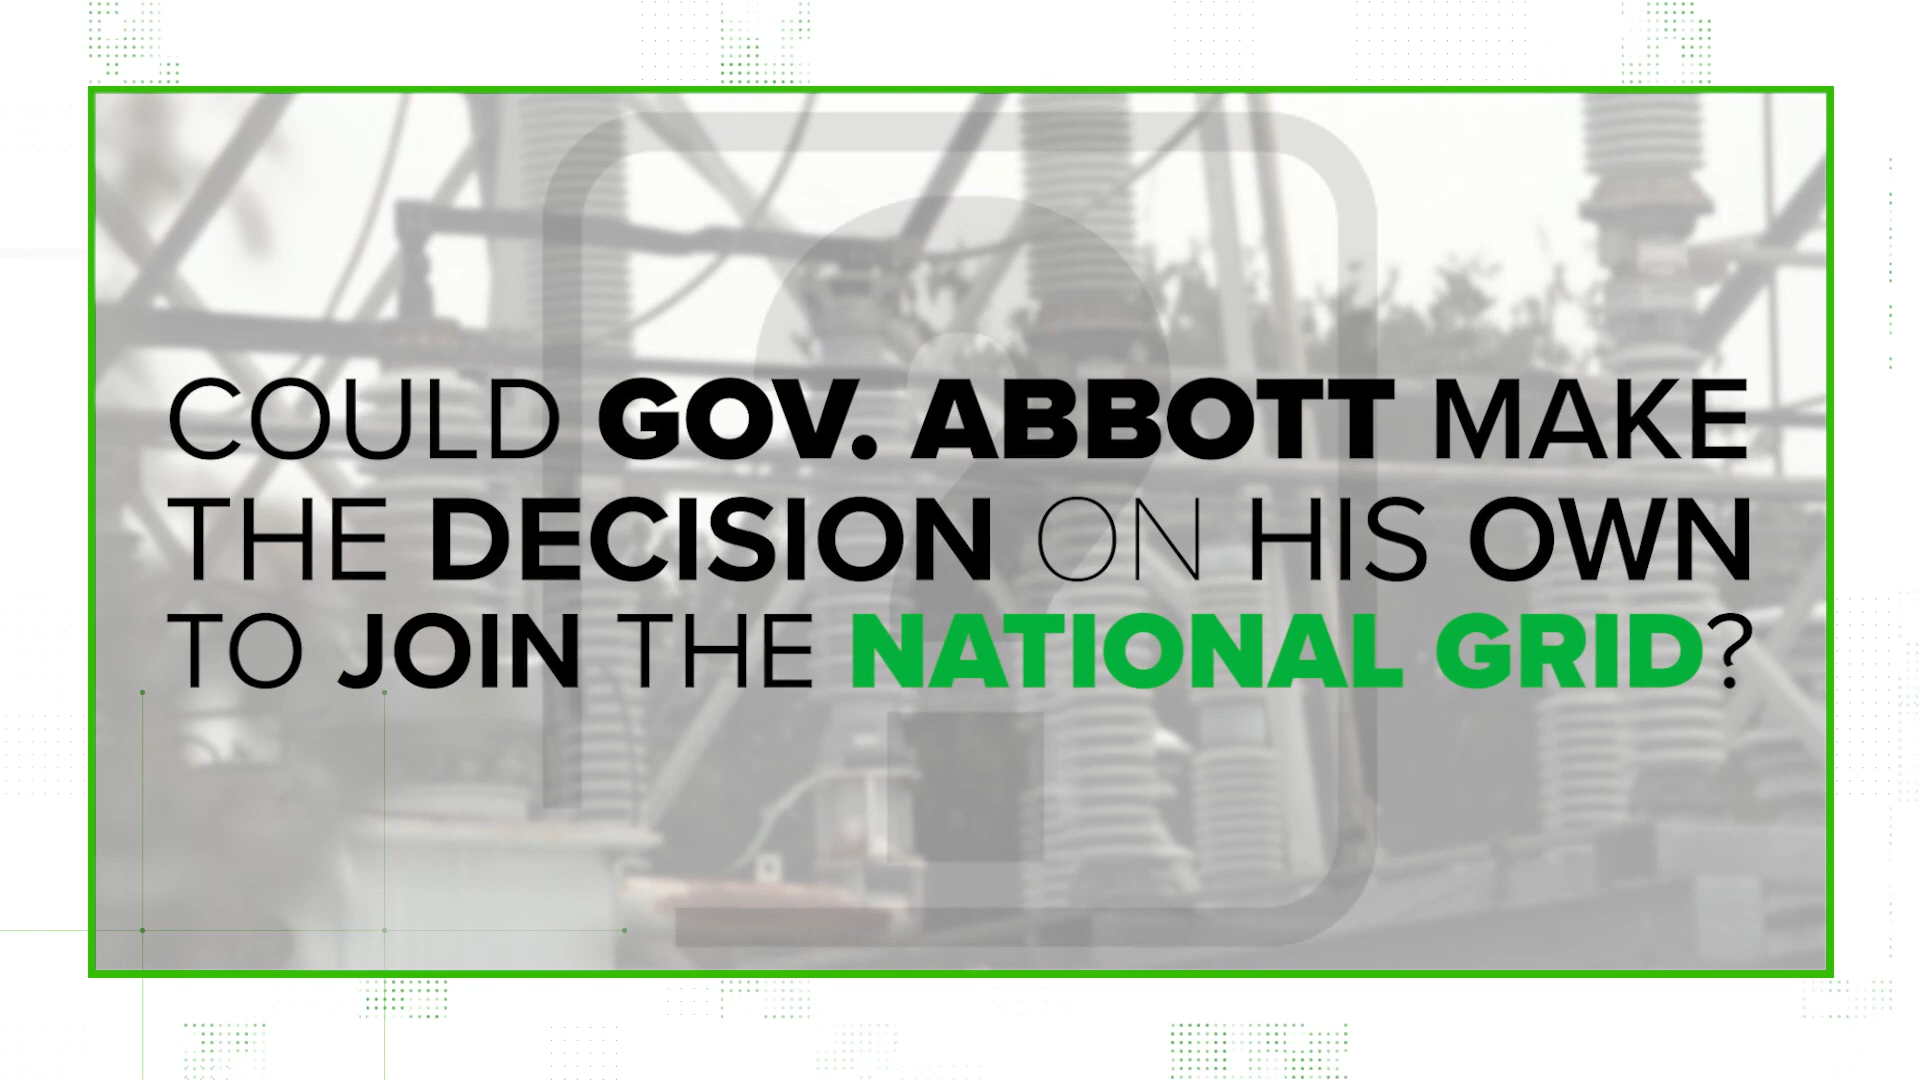 COULD GOV. ABBOTT MAKE
THE DECISION ON HIS OWN
TO JOIN THE NATIONAL GRID?